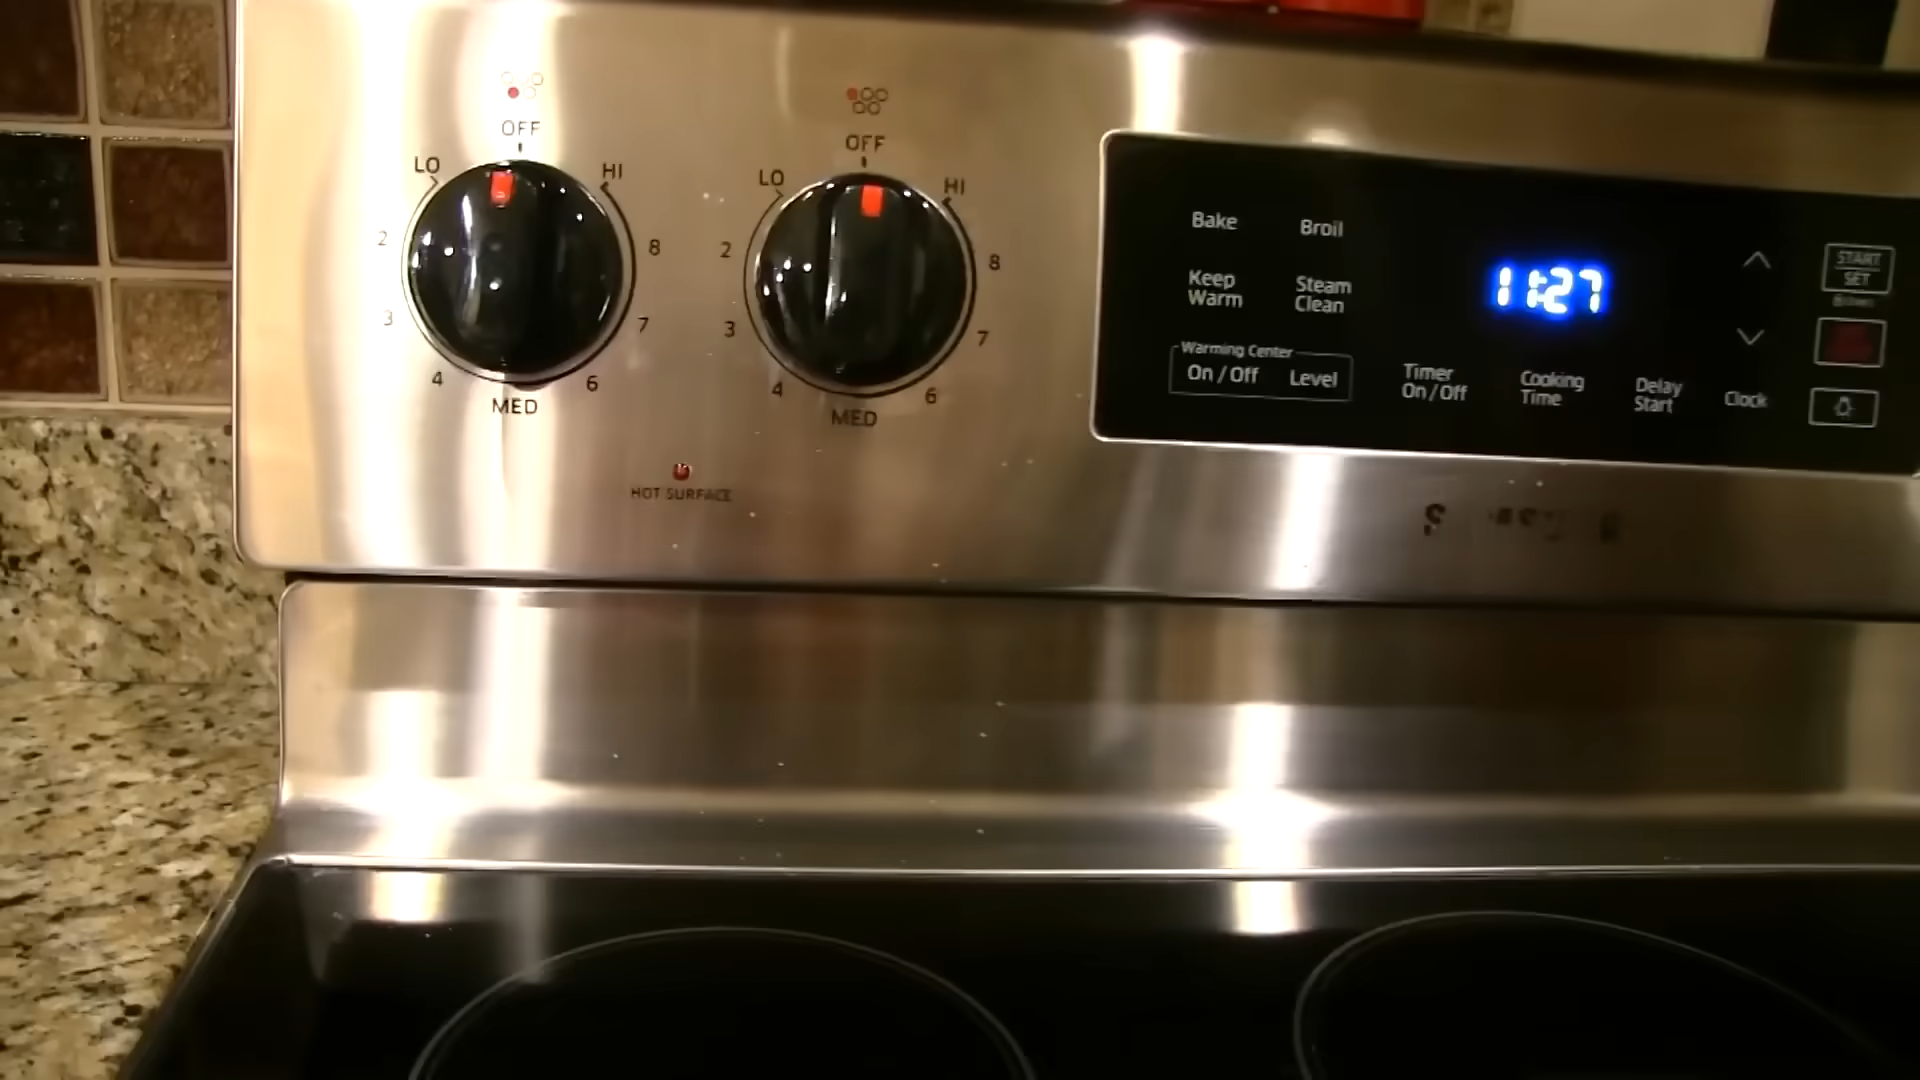 OFF
LO
HI
2
8
3
7
4
6
MED
OFF
LO
HI
2
8
3
7
4
6
MED
HOT SURFACE
Bake
Broil
Keep
Warm
Steam
Clean
Warming Center
On / Off
Level
11:27
Timer
On / Off
Cooking
Time
Delay
Start
Clock
START
SET